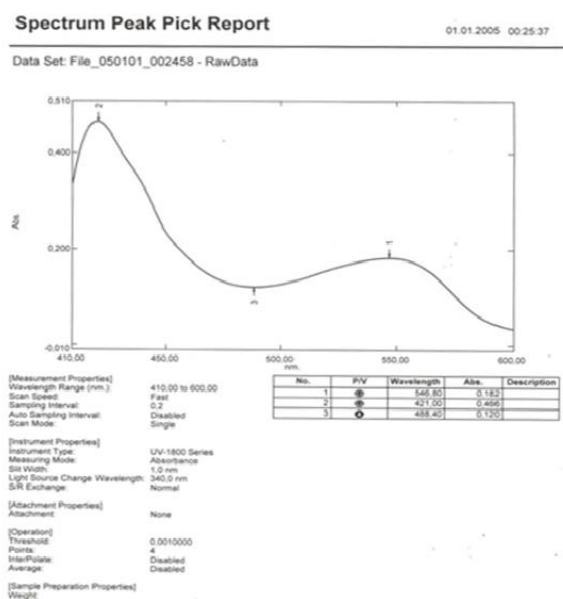 Spectrum Peak Pick Report
01.01.2005 00:25:37
Data Set: File_050101_002458 - RawData
0,510
2
0,400
Abs.
1
0,200
3
-0,010
410,00 450,00 500,00 550,00 600,00
nm.
[Measurement Properties]
Wavelength Range (nm.): 410,00 to 600,00
Scan Speed: Fast
Sampling Interval: 0,2
Auto Sampling Interval: Disabled
Scan Mode: Single
No. P/V Wavelength Abs. Description
1 546,80 0,182
2 421,00 0,466
3 488,40 0,120
[Instrument Properties]
Instrument Type: UV-1800 Series
Measuring Mode: Absorbance
Slit Width: 1,0 nm
Light Source Change Wavelength: 340,0 nm
S/R Exchange: Normal
[Attachment Properties]
Attachment: None
[Operation]
Threshold: 0,0010000
Points: 4
InterPolate: Disabled
Average: Disabled
[Sample Preparation Properties]
Weight: